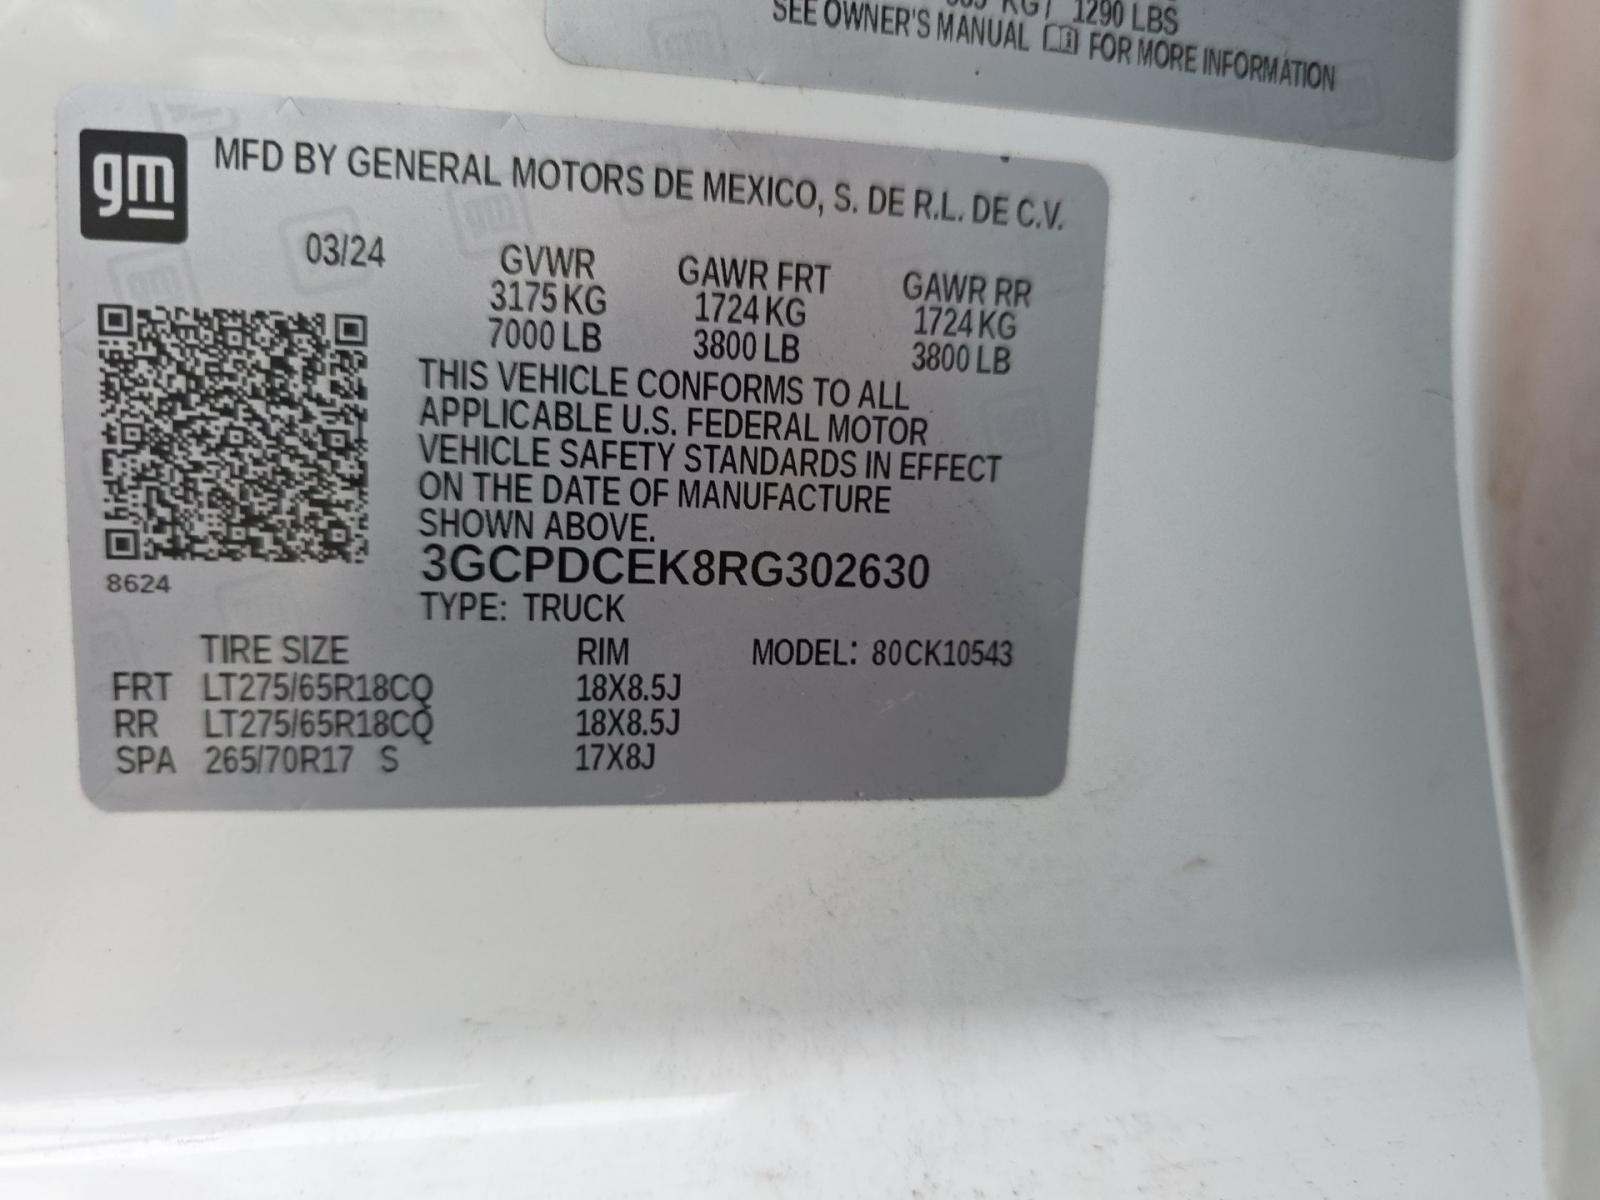 KG / 1290 LBS
SEE OWNER'S MANUAL FOR MORE INFORMATION
gm
MFD BY GENERAL MOTORS DE MEXICO, S. DE R.L. DE C.V.
03/24 GVWR GAWR FRT GAWR RR
3175 KG 1724 KG 1724 KG
7000 LB 3800 LB 3800 LB
THIS VEHICLE CONFORMS TO ALL
APPLICABLE U.S. FEDERAL MOTOR
VEHICLE SAFETY STANDARDS IN EFFECT
ON THE DATE OF MANUFACTURE
SHOWN ABOVE.
3GCPDCEK8RG302630
8624
TYPE: TRUCK
TIRE SIZE RIM MODEL: 80CK10543
FRT LT275/65R18CQ 18X8.5J
RR LT275/65R18CQ 18X8.5J
SPA 265/70R17 S 17X8J